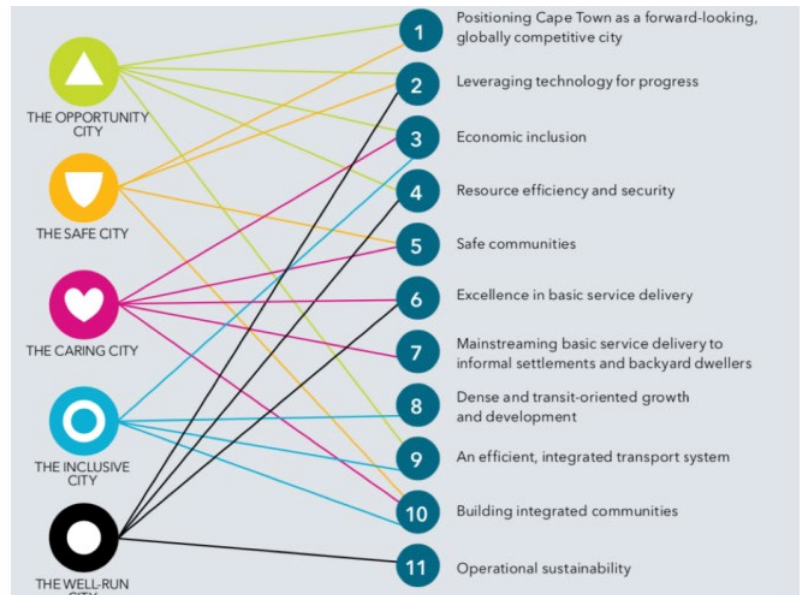 1
Positioning Cape Town as a forward-looking,
globally competitive city
THE OPPORTUNITY
CITY
2
Leveraging technology for progress
3
Economic inclusion
THE SAFE CITY
4
Resource efficiency and security
5
Safe communities
THE CARING CITY
6
Excellence in basic service delivery
7
Mainstreaming basic service delivery to
informal settlements and backyard dwellers
THE INCLUSIVE
CITY
8
Dense and transit-oriented growth
and development
9
An efficient, integrated transport system
10
Building integrated communities
THE WELL-RUN
CITY
11
Operational sustainability